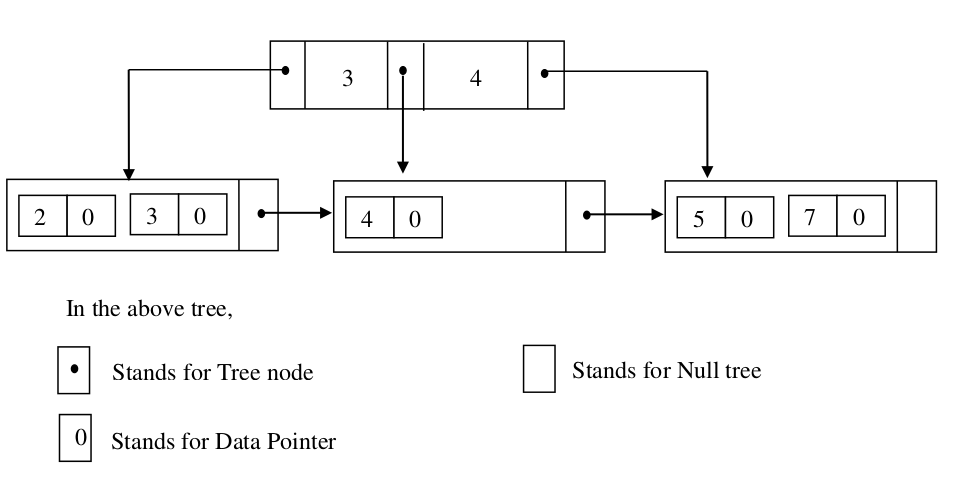 3 4
2 0 3 0 4 0 5 0 7 0
In the above tree,
Stands for Tree node Stands for Null tree
0 Stands for Data Pointer